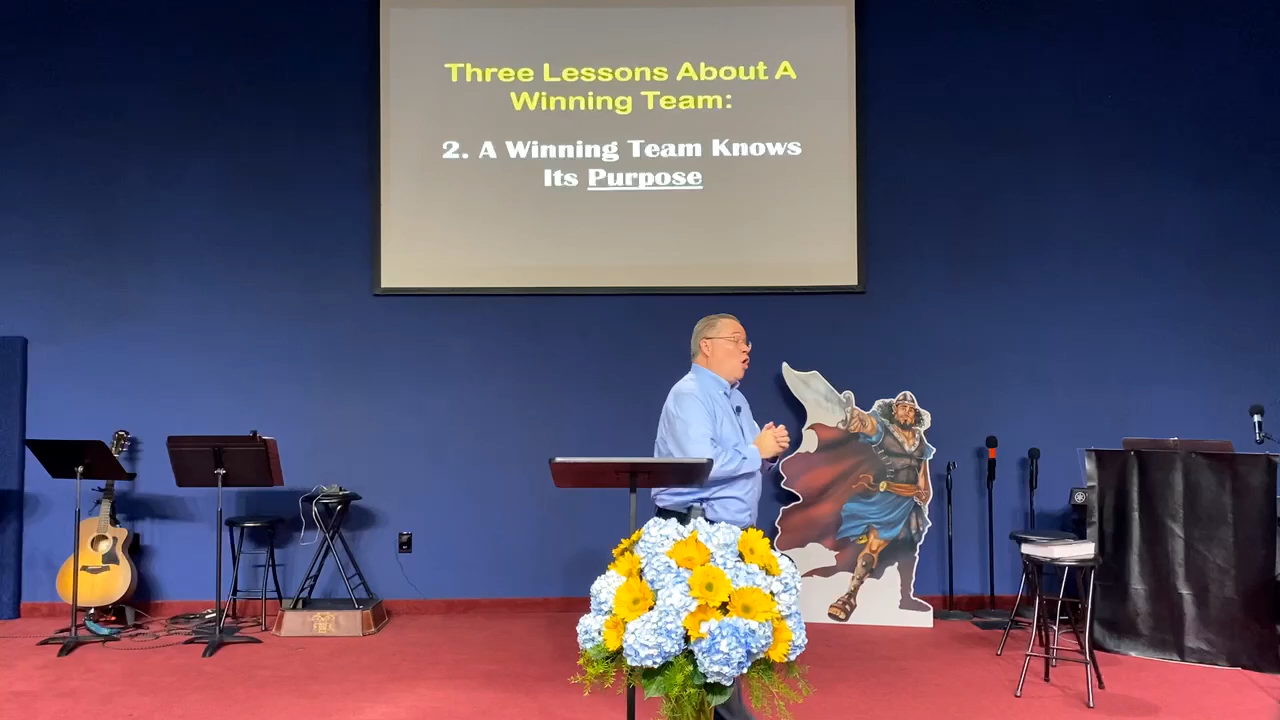 Three Lessons About A
Winning Team:
2. A Winning Team Knows
Its Purpose